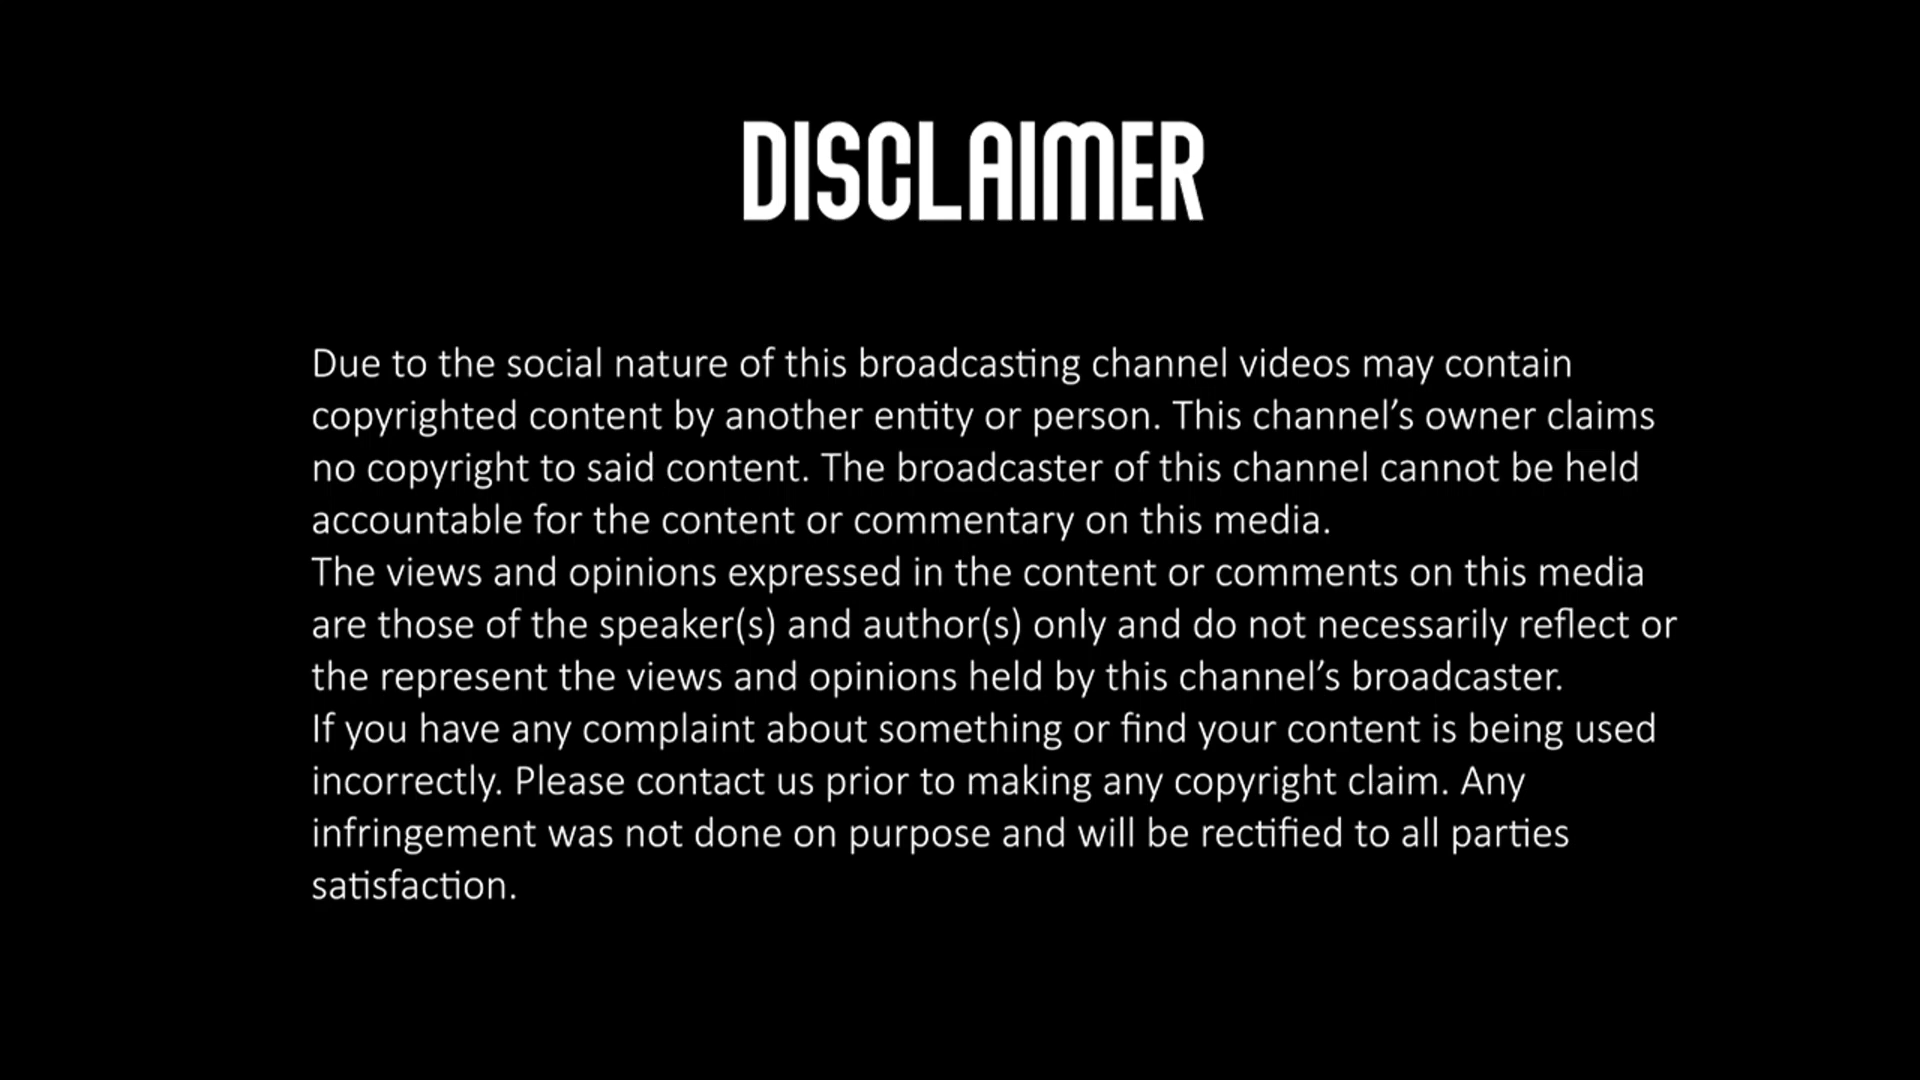 DISCLAIMER
Due to the social nature of this broadcasting channel videos may contain
copyrighted content by another entity or person. This channel’s owner claims
no copyright to said content. The broadcaster of this channel cannot be held
accountable for the content or commentary on this media.
The views and opinions expressed in the content or comments on this media
are those of the speaker(s) and author(s) only and do not necessarily reflect or
the represent the views and opinions held by this channel’s broadcaster.
If you have any complaint about something or find your content is being used
incorrectly. Please contact us prior to making any copyright claim. Any
infringement was not done on purpose and will be rectified to all parties
satisfaction.